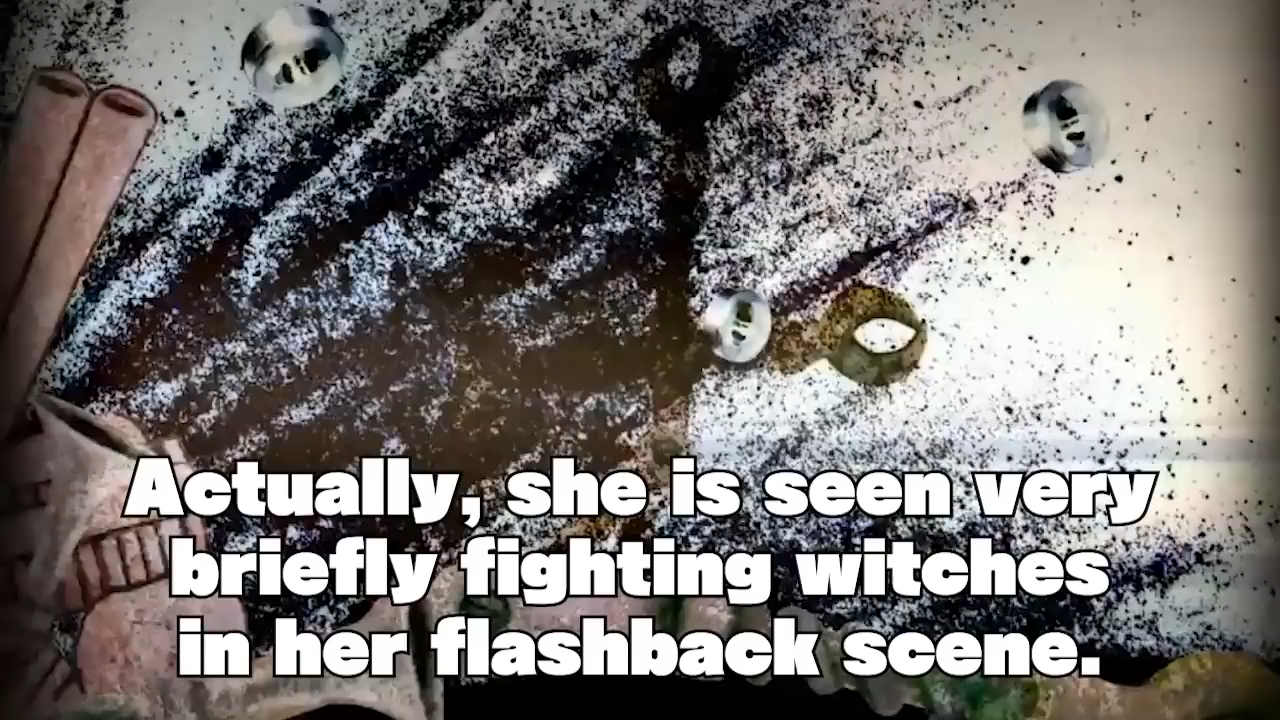 Actually, she is seen very
briefly fighting witches
in her flashback scene.